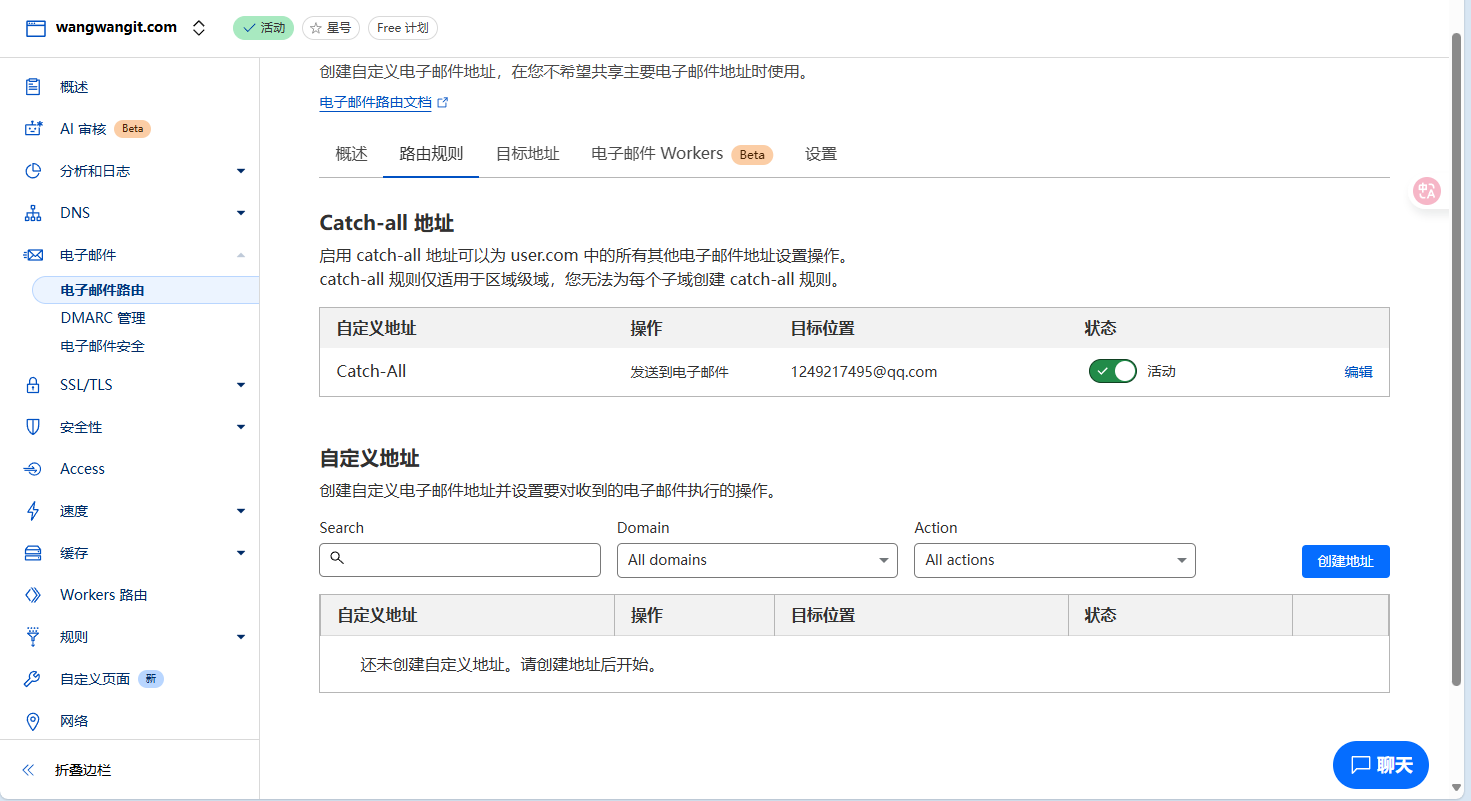 wangwangit.com
活动
星号
Free 计划
概述
AI 审核 Beta
分析和日志
DNS
电子邮件
电子邮件路由
DMARC 管理
电子邮件安全
SSL/TLS
安全性
Access
速度
缓存
Workers 路由
规则
自定义页面 新
网络
折叠边栏
创建自定义电子邮件地址，在您不希望共享主要电子邮件地址时使用。
电子邮件路由文档
概述 路由规则 目标地址 电子邮件 Workers Beta 设置
Catch-all 地址
启用 catch-all 地址可以为 user.com 中的所有其他电子邮件地址设置操作。
catch-all 规则仅适用于区域级域，您无法为每个子域创建 catch-all 规则。
自定义地址 操作 目标位置 状态
Catch-All 发送到电子邮件 1249217495@qq.com 活动 编辑
自定义地址
创建自定义电子邮件地址并设置要对收到的电子邮件执行的操作。
Search Domain Action
All domains All actions 创建地址
自定义地址 操作 目标位置 状态
还未创建自定义地址。请创建地址后开始。
聊天
中
A